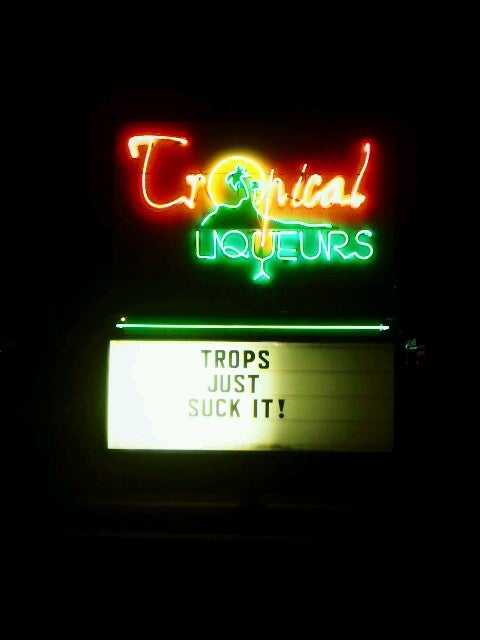 Tropical
LIQUEURS
TROPS
JUST
SUCK IT!